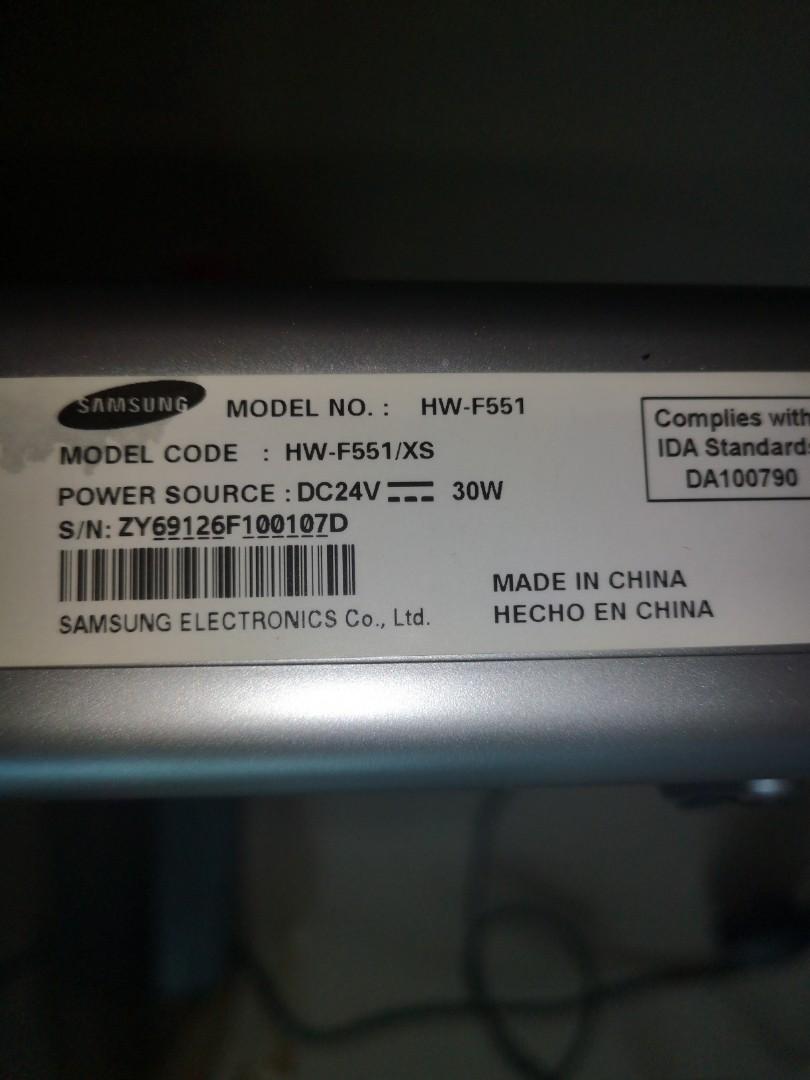 SAMSUNG MODEL NO. : HW-F551
MODEL CODE : HW-F551/XS
POWER SOURCE : DC24V 30W
S/N: ZY69126F100107D
SAMSUNG ELECTRONICS Co., Ltd.
MADE IN CHINA
HECHO EN CHINA
Complies with
IDA Standards
DA100790